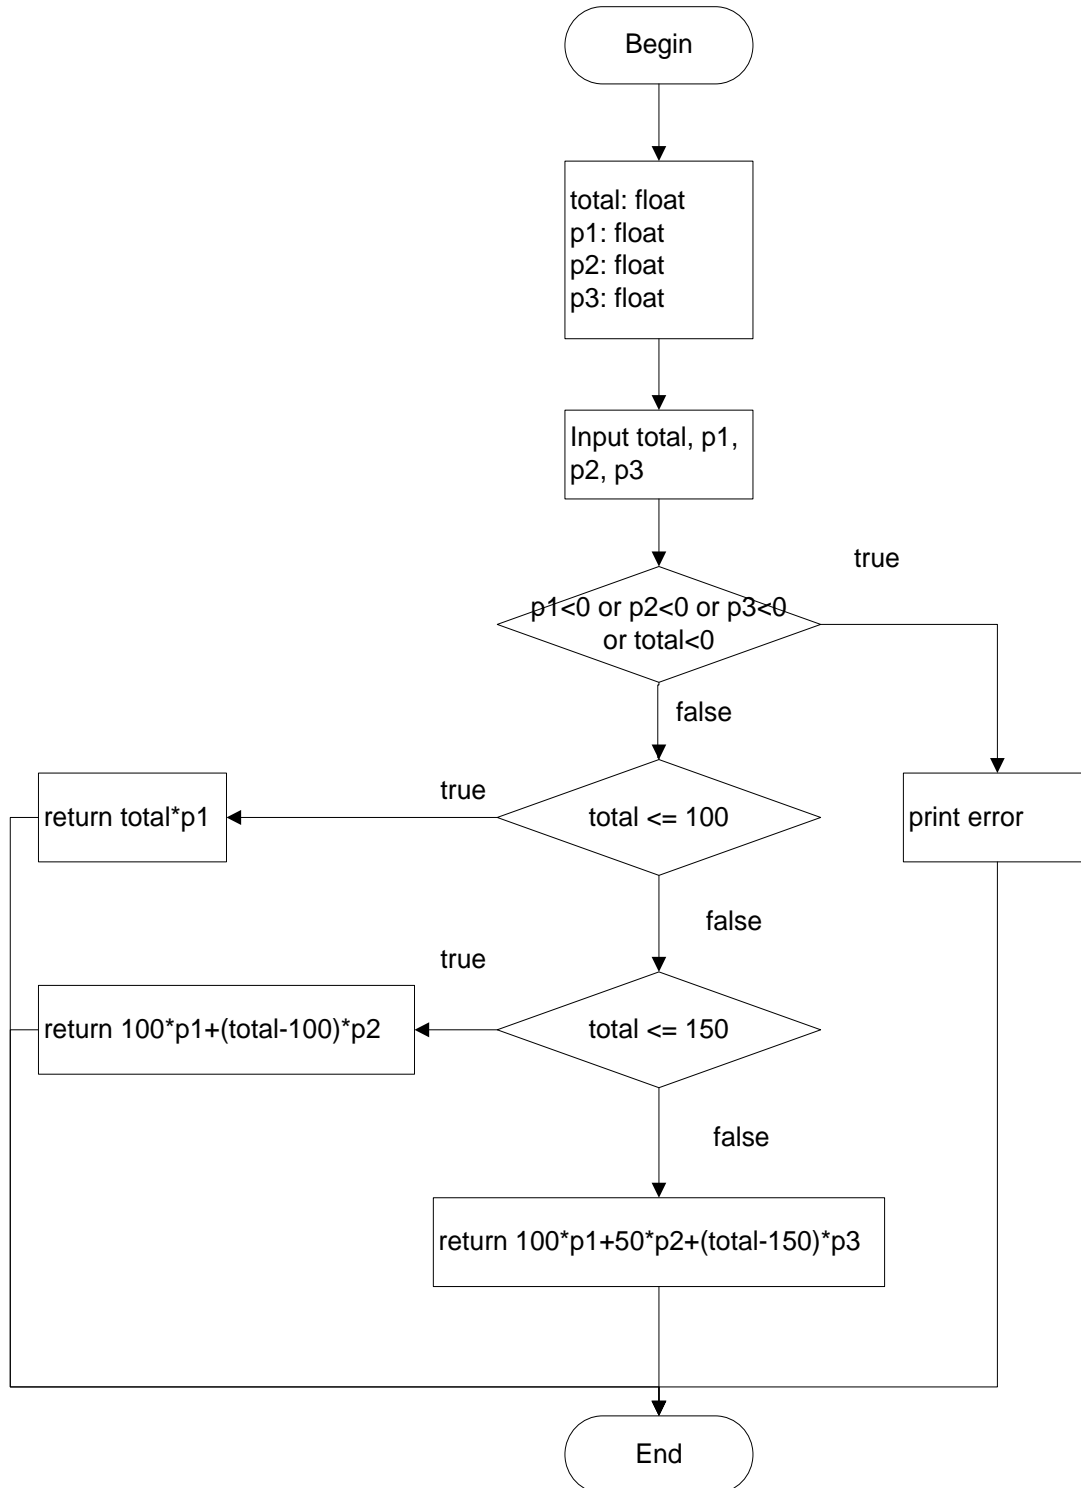 Begin
total: float
p1: float
p2: float
p3: float
Input total, p1,
p2, p3
true
p1<0 or p2<0 or p3<0
or total<0
false
true
return total*p1
total <= 100
print error
false
true
return 100*p1+(total-100)*p2
total <= 150
false
return 100*p1+50*p2+(total-150)*p3
End